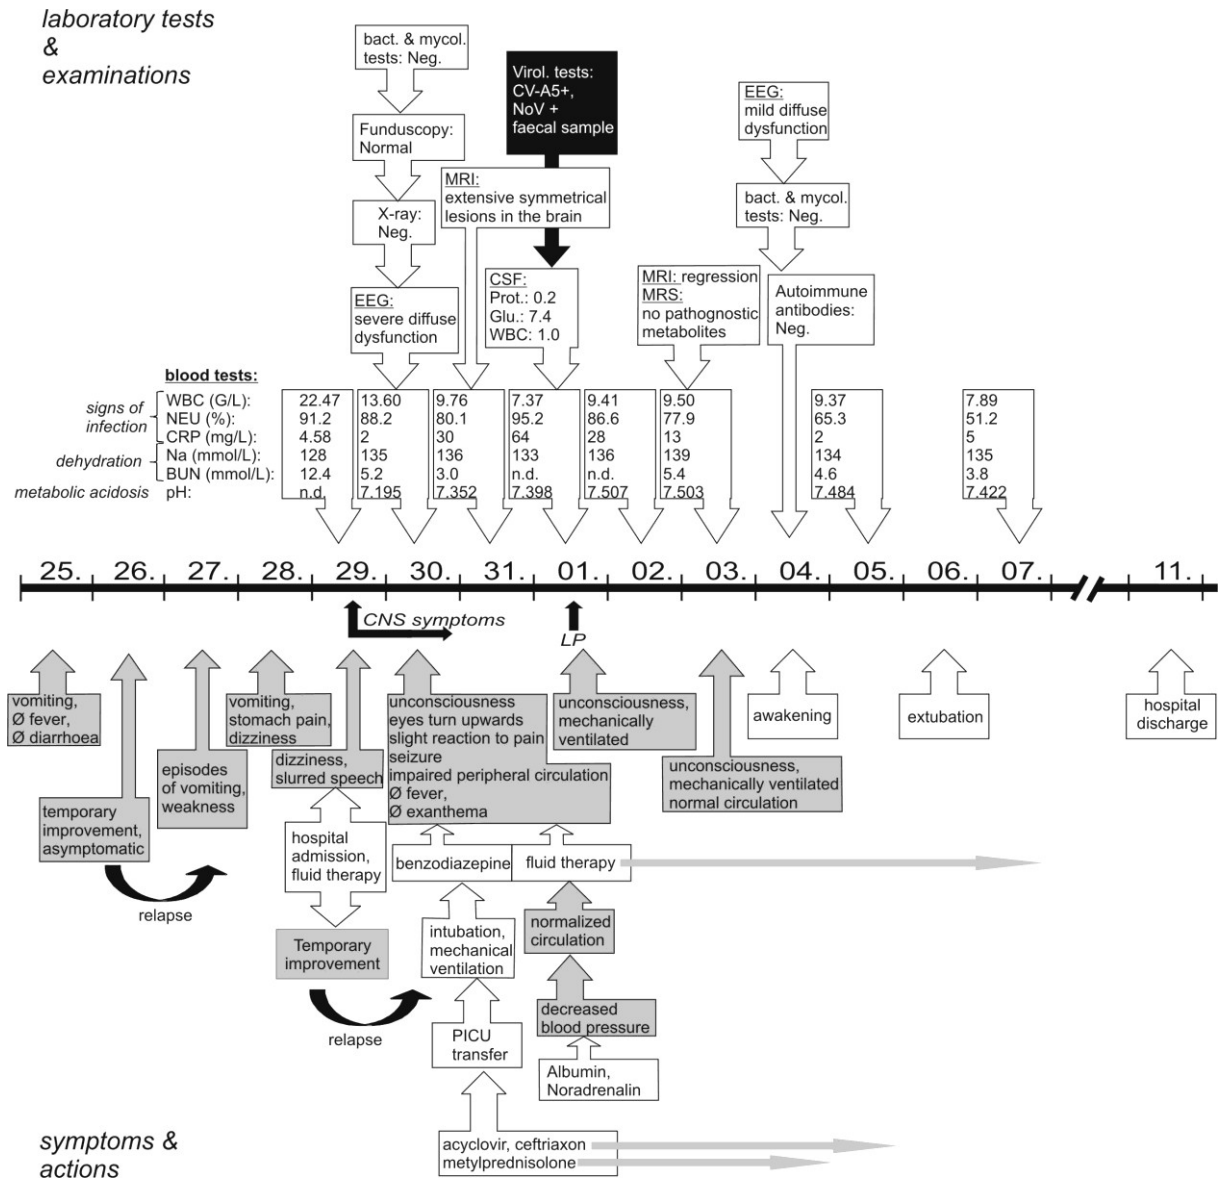 laboratory tests
&
examinations
bact. & mycol.
tests: Neg.
Funduscopy:
Normal
X-ray:
Neg.
EEG:
severe diffuse
dysfunction
MRI:
extensive symmetrical
lesions in the brain
Virol. tests:
CV-A5+,
NoV +
faecal sample
CSF:
Prot.: 0.2
Glu.: 7.4
WBC: 1.0
MRI: regression
MRS:
no pathognostic
metabolites
EEG:
mild diffuse
dysfunction
bact. & mycol.
tests: Neg.
Autoimmune
antibodies:
Neg.
blood tests:
signs of
infection
dehydration
WBC (G/L): 22.47 13.60 9.76 7.37 9.41 9.50 9.37 7.89
NEU (%): 91.2 88.2 80.1 95.2 86.6 77.9 65.3 51.2
CRP (mg/L): 4.58 2 30 64 28 13 2 5
Na (mmol/L): 128 135 136 133 136 139 134 135
BUN (mmol/L): 12.4 5.2 3.0 n.d. n.d. 5.4 4.6 3.8
metabolic acidosis pH: n.d. 7.195 7.352 7.398 7.507 7.503 7.484 7.422
25. 26. 27. 28. 29. 30. 31. 01. 02. 03. 04. 05. 06. 07. 11.
CNS symptoms
LP
vomiting,
Ø fever,
Ø diarrhoea
temporary
improvement,
asymptomatic
relapse
episodes
of vomiting,
weakness
vomiting,
stomach pain,
dizziness
dizziness,
slurred speech
hospital
admission,
fluid therapy
Temporary
improvement
relapse
unconsciousness
eyes turn upwards
slight reaction to pain
seizure
impaired peripheral circulation
Ø fever,
Ø exanthema
benzodiazepine
intubation,
mechanical
ventilation
PICU
transfer
acyclovir, ceftriaxon
metylprednisolone
unconsciousness,
mechanically
ventilated
fluid therapy
normalized
circulation
decreased
blood pressure
Albumin,
Noradrenalin
unconsciousness,
mechanically ventilated
normal circulation
awakening
extubation
hospital
discharge
symptoms &
actions